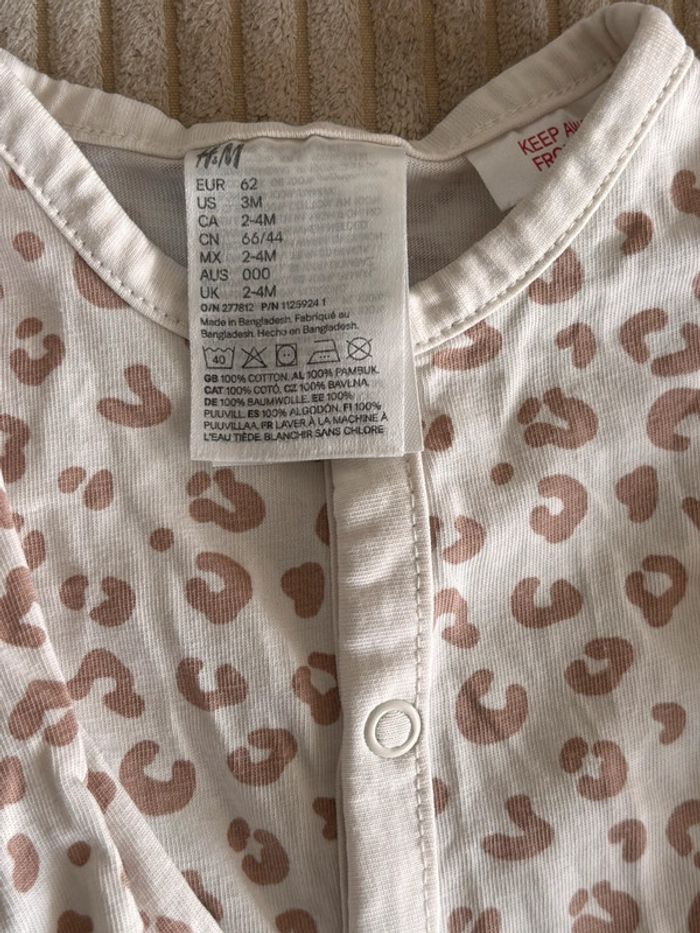 H&M
EUR 62
US 3M
CA 2-4M
CN 66/44
MX 2-4M
AUS 000
UK 2-4M
O/N 277812 P/N 1125924 1
Made in Bangladesh. Fabriqué au
Bangladesh. Hecho en Bangladesh.
40
GB 100% COTTON. AL 100% PAMBUK.
CAT 100% COTÓ. CZ 100% BAVLNA.
DE 100% BAUMWOLLE. EE 100%
PUUVILL. ES 100% ALGODÓN. FI 100%
PUUVILLAA. FR LAVER À LA MACHINE À
L'EAU TIÈDE. BLANCHIR SANS CHLORE
KEEP